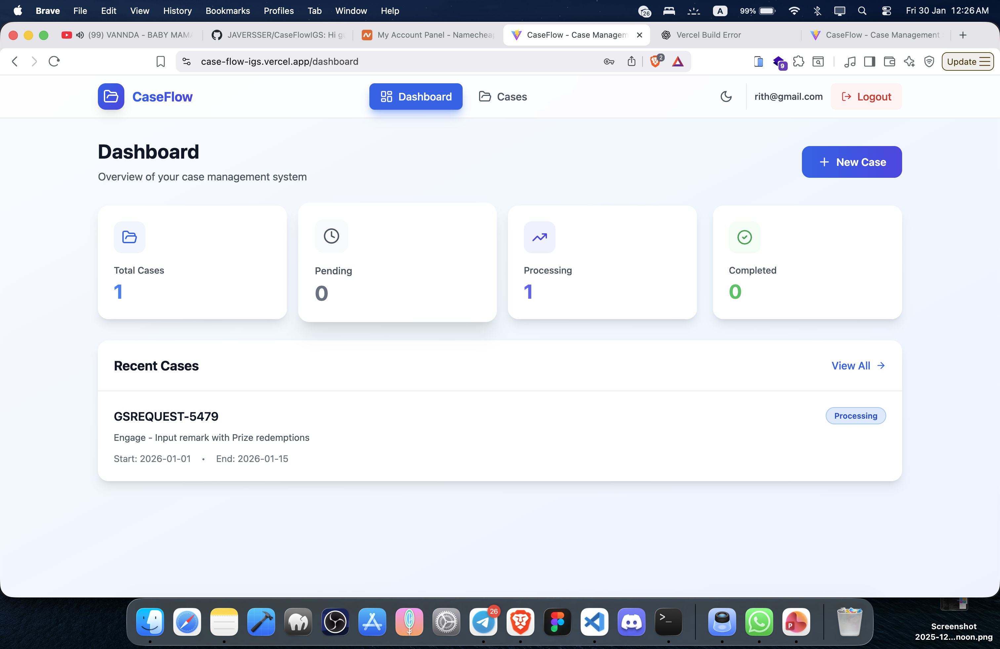 Brave File Edit View History Bookmarks Profiles Tab Window Help 26 A 99% Fri 30 Jan 12:26 AM
(99) VANNDA - BABY MAMA JAVERSSER/CaseFlowIGS: Hi gu My Account Panel - Namecheap CaseFlow - Case Managem Vercel Build Error CaseFlow - Case Management
case-flow-igs.vercel.app/dashboard 2 9 Update
CaseFlow Dashboard Cases rith@gmail.com Logout
Dashboard
Overview of your case management system
New Case
Total Cases
1
Pending
0
Processing
1
Completed
0
Recent Cases View All
GSREQUEST-5479 Processing
Engage - Input remark with Prize redemptions
Start: 2026-01-01 • End: 2026-01-15
26
P
Screenshot
2025-12...noon.png